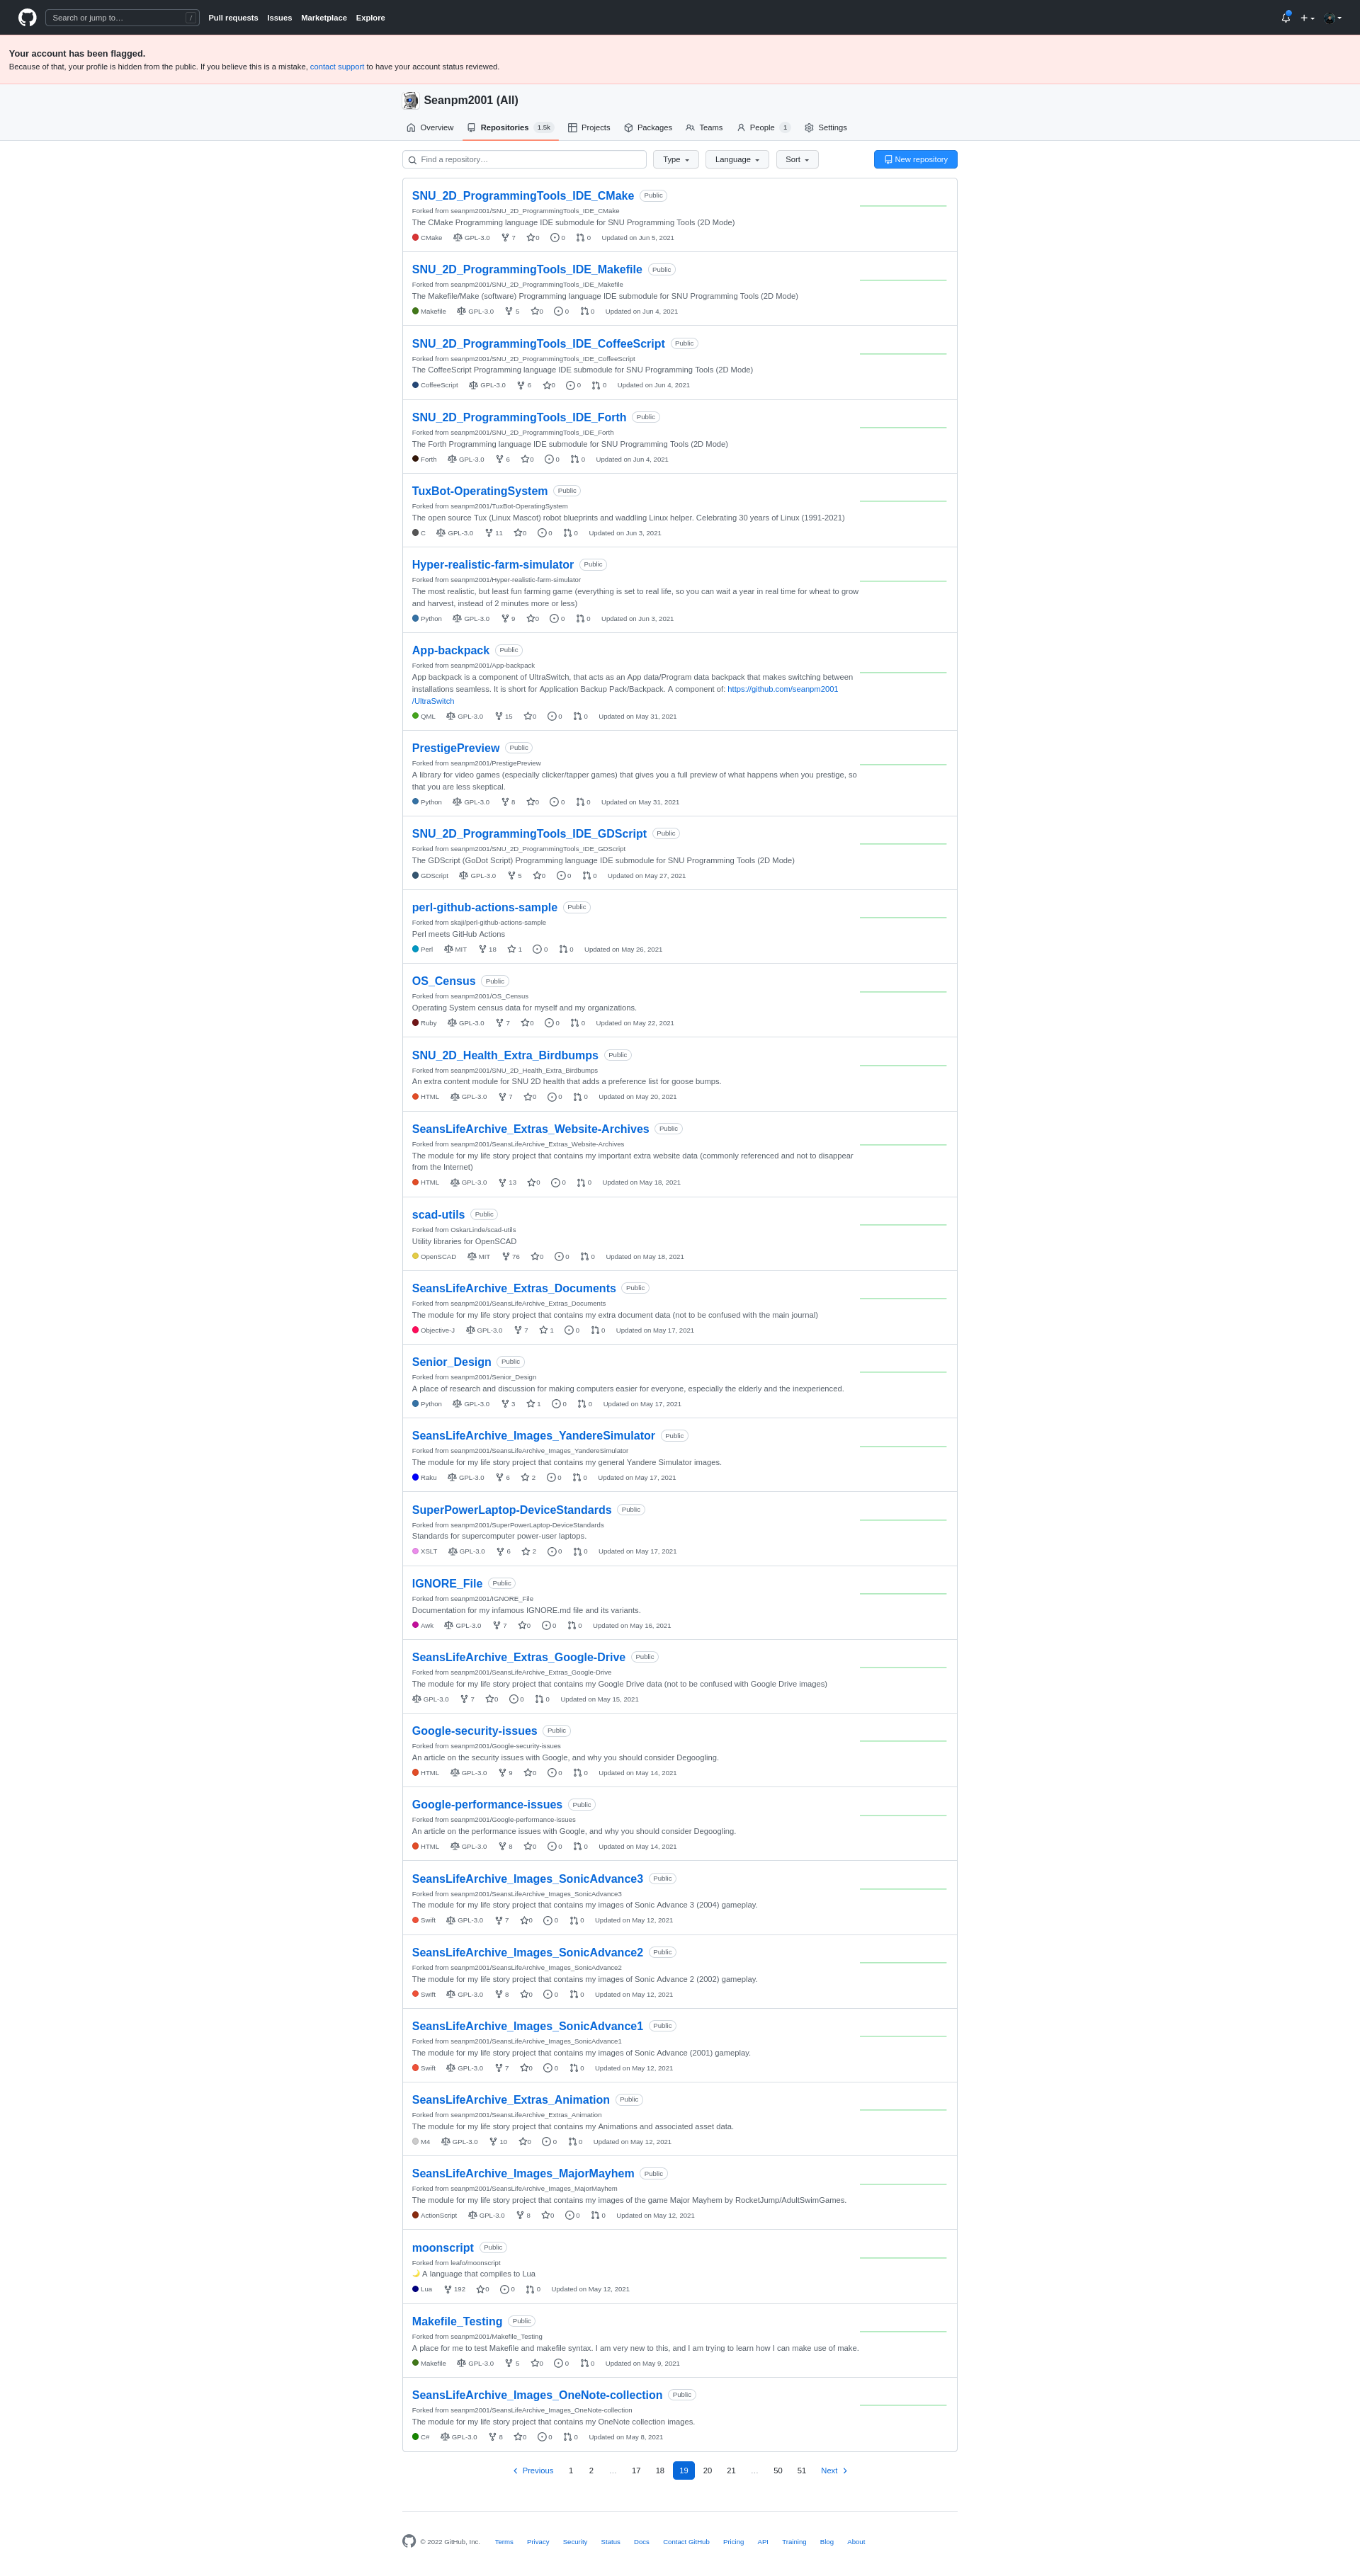 Search or jump to… /
Pull requests Issues Marketplace Explore
Your account has been flagged.
Because of that, your profile is hidden from the public. If you believe this is a mistake, contact support to have your account status reviewed.
Seanpm2001 (All)
Overview Repositories 1.5k Projects Packages Teams People 1 Settings
Find a repository… Type Language Sort New repository
SNU_2D_ProgrammingTools_IDE_CMake Public
Forked from seanpm2001/SNU_2D_ProgrammingTools_IDE_CMake
The CMake Programming language IDE submodule for SNU Programming Tools (2D Mode)
CMake GPL-3.0 7 0 0 0 Updated on Jun 5, 2021
SNU_2D_ProgrammingTools_IDE_Makefile Public
Forked from seanpm2001/SNU_2D_ProgrammingTools_IDE_Makefile
The Makefile/Make (software) Programming language IDE submodule for SNU Programming Tools (2D Mode)
Makefile GPL-3.0 5 0 0 0 Updated on Jun 4, 2021
SNU_2D_ProgrammingTools_IDE_CoffeeScript Public
Forked from seanpm2001/SNU_2D_ProgrammingTools_IDE_CoffeeScript
The CoffeeScript Programming language IDE submodule for SNU Programming Tools (2D Mode)
CoffeeScript GPL-3.0 6 0 0 0 Updated on Jun 4, 2021
SNU_2D_ProgrammingTools_IDE_Forth Public
Forked from seanpm2001/SNU_2D_ProgrammingTools_IDE_Forth
The Forth Programming language IDE submodule for SNU Programming Tools (2D Mode)
Forth GPL-3.0 6 0 0 0 Updated on Jun 4, 2021
TuxBot-OperatingSystem Public
Forked from seanpm2001/TuxBot-OperatingSystem
The open source Tux (Linux Mascot) robot blueprints and waddling Linux helper. Celebrating 30 years of Linux (1991-2021)
C GPL-3.0 11 0 0 0 Updated on Jun 3, 2021
Hyper-realistic-farm-simulator Public
Forked from seanpm2001/Hyper-realistic-farm-simulator
The most realistic, but least fun farming game (everything is set to real life, so you can wait a year in real time for wheat to grow
and harvest, instead of 2 minutes more or less)
Python GPL-3.0 9 0 0 0 Updated on Jun 3, 2021
App-backpack Public
Forked from seanpm2001/App-backpack
App backpack is a component of UltraSwitch, that acts as an App data/Program data backpack that makes switching between
installations seamless. It is short for Application Backup Pack/Backpack. A component of: https://github.com/seanpm2001
/UltraSwitch
QML GPL-3.0 15 0 0 0 Updated on May 31, 2021
PrestigePreview Public
Forked from seanpm2001/PrestigePreview
A library for video games (especially clicker/tapper games) that gives you a full preview of what happens when you prestige, so
that you are less skeptical.
Python GPL-3.0 8 0 0 0 Updated on May 31, 2021
SNU_2D_ProgrammingTools_IDE_GDScript Public
Forked from seanpm2001/SNU_2D_ProgrammingTools_IDE_GDScript
The GDScript (GoDot Script) Programming language IDE submodule for SNU Programming Tools (2D Mode)
GDScript GPL-3.0 5 0 0 0 Updated on May 27, 2021
perl-github-actions-sample Public
Forked from skaji/perl-github-actions-sample
Perl meets GitHub Actions
Perl MIT 18 1 0 0 Updated on May 26, 2021
OS_Census Public
Forked from seanpm2001/OS_Census
Operating System census data for myself and my organizations.
Ruby GPL-3.0 7 0 0 0 Updated on May 22, 2021
SNU_2D_Health_Extra_Birdbumps Public
Forked from seanpm2001/SNU_2D_Health_Extra_Birdbumps
An extra content module for SNU 2D health that adds a preference list for goose bumps.
HTML GPL-3.0 7 0 0 0 Updated on May 20, 2021
SeansLifeArchive_Extras_Website-Archives Public
Forked from seanpm2001/SeansLifeArchive_Extras_Website-Archives
The module for my life story project that contains my important extra website data (commonly referenced and not to disappear
from the Internet)
HTML GPL-3.0 13 0 0 0 Updated on May 18, 2021
scad-utils Public
Forked from OskarLinde/scad-utils
Utility libraries for OpenSCAD
OpenSCAD MIT 76 0 0 0 Updated on May 18, 2021
SeansLifeArchive_Extras_Documents Public
Forked from seanpm2001/SeansLifeArchive_Extras_Documents
The module for my life story project that contains my extra document data (not to be confused with the main journal)
Objective-J GPL-3.0 7 1 0 0 Updated on May 17, 2021
Senior_Design Public
Forked from seanpm2001/Senior_Design
A place of research and discussion for making computers easier for everyone, especially the elderly and the inexperienced.
Python GPL-3.0 3 1 0 0 Updated on May 17, 2021
SeansLifeArchive_Images_YandereSimulator Public
Forked from seanpm2001/SeansLifeArchive_Images_YandereSimulator
The module for my life story project that contains my general Yandere Simulator images.
Raku GPL-3.0 6 2 0 0 Updated on May 17, 2021
SuperPowerLaptop-DeviceStandards Public
Forked from seanpm2001/SuperPowerLaptop-DeviceStandards
Standards for supercomputer power-user laptops.
XSLT GPL-3.0 6 2 0 0 Updated on May 17, 2021
IGNORE_File Public
Forked from seanpm2001/IGNORE_File
Documentation for my infamous IGNORE.md file and its variants.
Awk GPL-3.0 7 0 0 0 Updated on May 16, 2021
SeansLifeArchive_Extras_Google-Drive Public
Forked from seanpm2001/SeansLifeArchive_Extras_Google-Drive
The module for my life story project that contains my Google Drive data (not to be confused with Google Drive images)
GPL-3.0 7 0 0 0 Updated on May 15, 2021
Google-security-issues Public
Forked from seanpm2001/Google-security-issues
An article on the security issues with Google, and why you should consider Degoogling.
HTML GPL-3.0 9 0 0 0 Updated on May 14, 2021
Google-performance-issues Public
Forked from seanpm2001/Google-performance-issues
An article on the performance issues with Google, and why you should consider Degoogling.
HTML GPL-3.0 8 0 0 0 Updated on May 14, 2021
SeansLifeArchive_Images_SonicAdvance3 Public
Forked from seanpm2001/SeansLifeArchive_Images_SonicAdvance3
The module for my life story project that contains my images of Sonic Advance 3 (2004) gameplay.
Swift GPL-3.0 7 0 0 0 Updated on May 12, 2021
SeansLifeArchive_Images_SonicAdvance2 Public
Forked from seanpm2001/SeansLifeArchive_Images_SonicAdvance2
The module for my life story project that contains my images of Sonic Advance 2 (2002) gameplay.
Swift GPL-3.0 8 0 0 0 Updated on May 12, 2021
SeansLifeArchive_Images_SonicAdvance1 Public
Forked from seanpm2001/SeansLifeArchive_Images_SonicAdvance1
The module for my life story project that contains my images of Sonic Advance (2001) gameplay.
Swift GPL-3.0 7 0 0 0 Updated on May 12, 2021
SeansLifeArchive_Extras_Animation Public
Forked from seanpm2001/SeansLifeArchive_Extras_Animation
The module for my life story project that contains my Animations and associated asset data.
M4 GPL-3.0 10 0 0 0 Updated on May 12, 2021
SeansLifeArchive_Images_MajorMayhem Public
Forked from seanpm2001/SeansLifeArchive_Images_MajorMayhem
The module for my life story project that contains my images of the game Major Mayhem by RocketJump/AdultSwimGames.
ActionScript GPL-3.0 8 0 0 0 Updated on May 12, 2021
moonscript Public
Forked from leafo/moonscript
🌙 A language that compiles to Lua
Lua 192 0 0 0 Updated on May 12, 2021
Makefile_Testing Public
Forked from seanpm2001/Makefile_Testing
A place for me to test Makefile and makefile syntax. I am very new to this, and I am trying to learn how I can make use of make.
Makefile GPL-3.0 5 0 0 0 Updated on May 9, 2021
SeansLifeArchive_Images_OneNote-collection Public
Forked from seanpm2001/SeansLifeArchive_Images_OneNote-collection
The module for my life story project that contains my OneNote collection images.
C# GPL-3.0 8 0 0 0 Updated on May 8, 2021
Previous 1 2 … 17 18 19 20 21 … 50 51 Next
© 2022 GitHub, Inc. Terms Privacy Security Status Docs Contact GitHub Pricing API Training Blog About